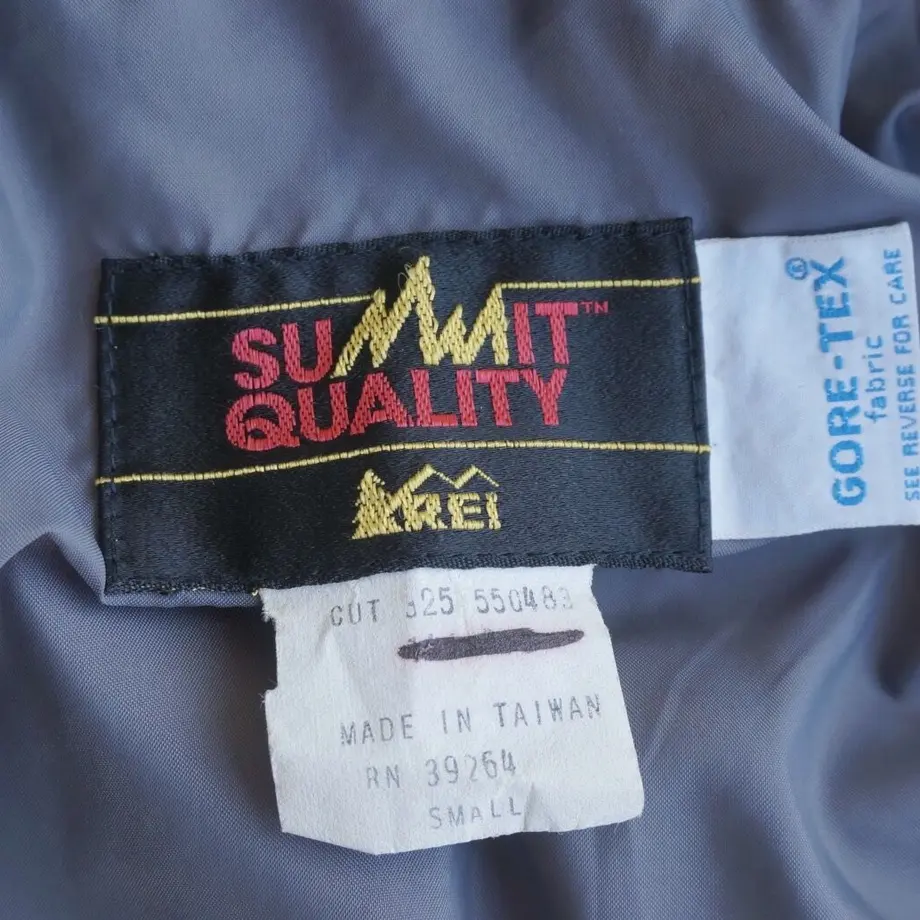 SUMMIT™
QUALITY
REI
GORE-TEX®
fabric
SEE REVERSE FOR CARE
CUT 325 550483
MADE IN TAIWAN
RN 39264
SMALL